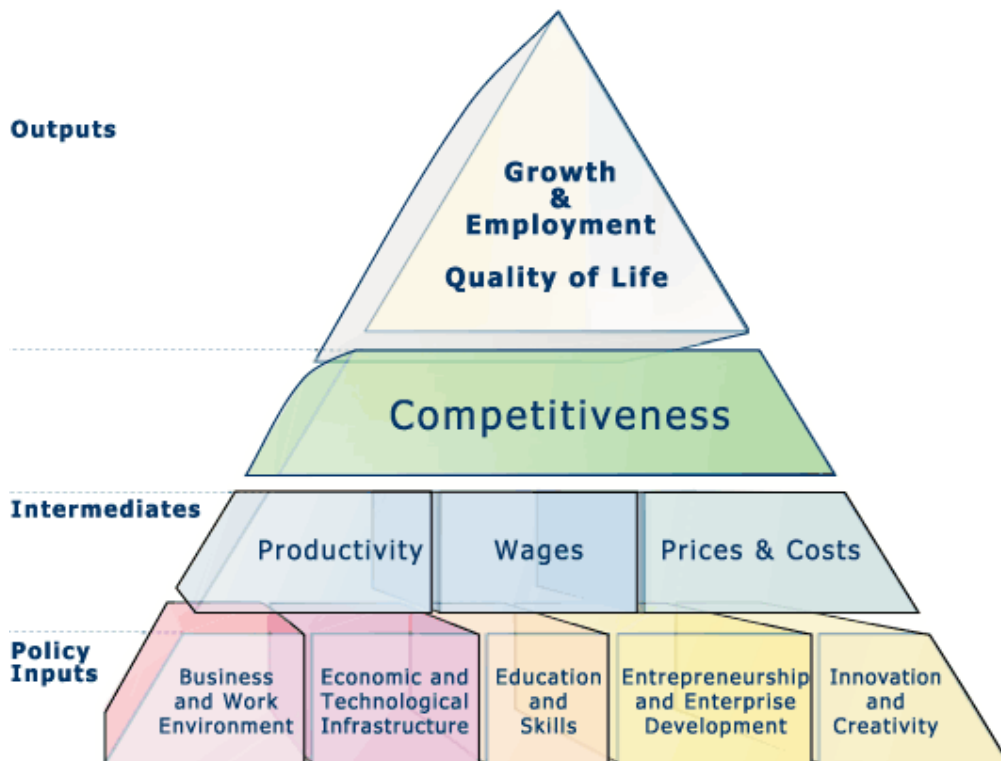 Outputs
Growth
&
Employment
Quality of Life
Competitiveness
Intermediates
Productivity
Wages
Prices & Costs
Policy
Inputs
Business
and Work
Environment
Economic and
Technological
Infrastructure
Education
and
Skills
Entrepreneurship
and Enterprise
Development
Innovation
and
Creativity